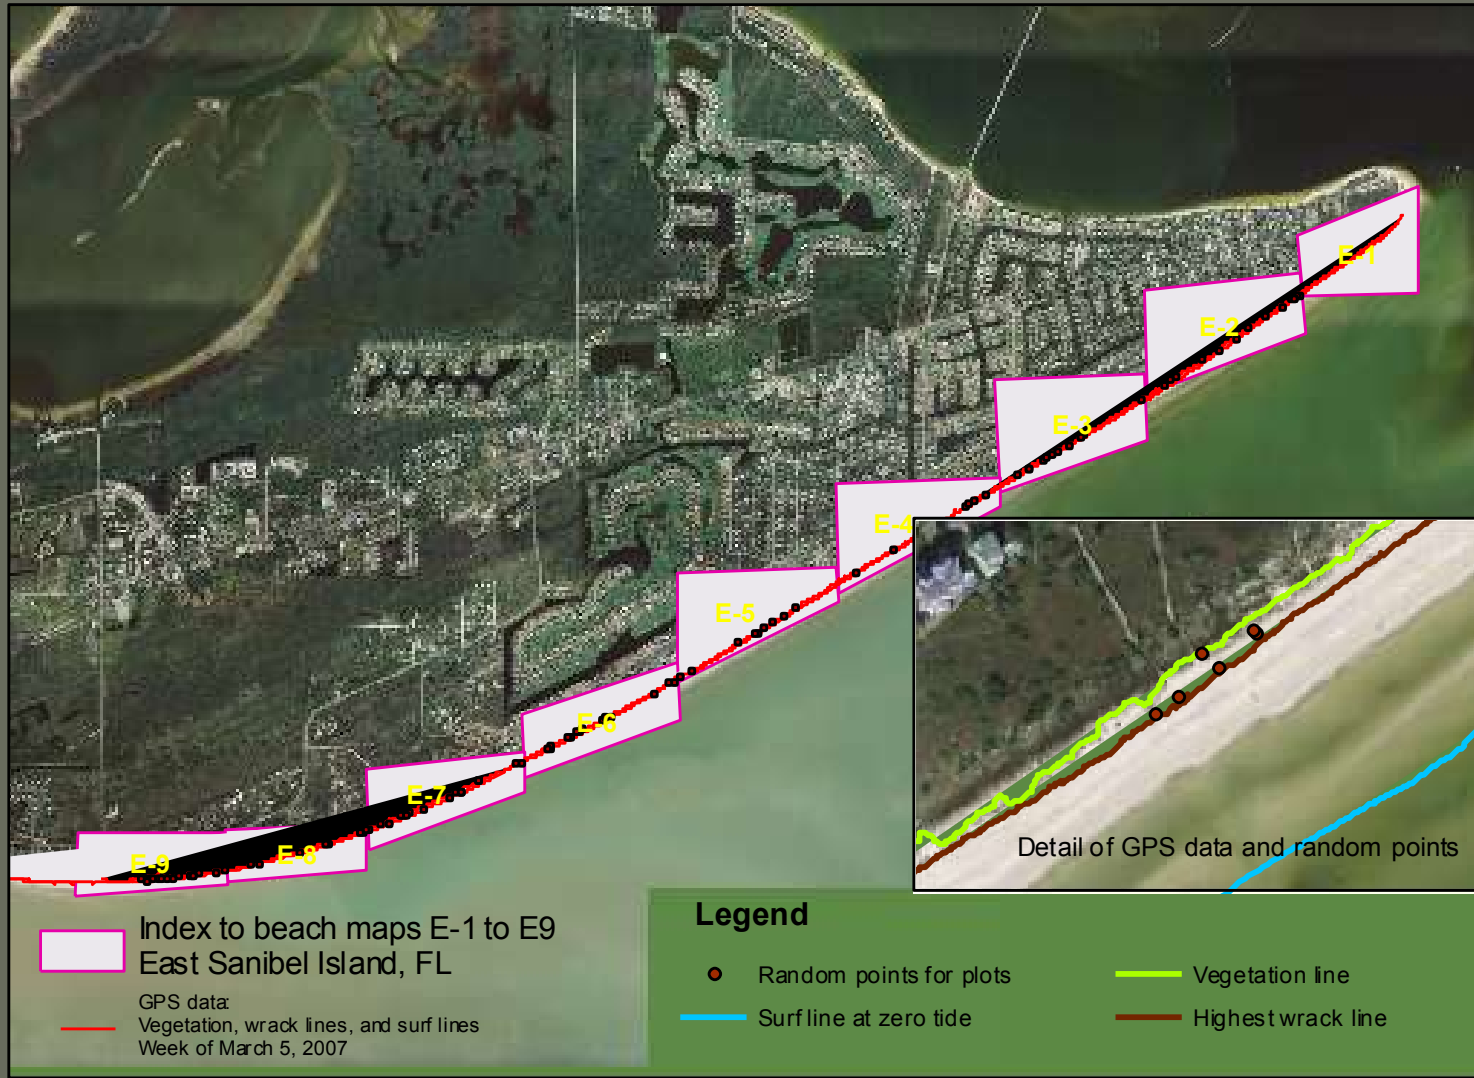 E-1
E-2
E-3
E-4
E-5
E-6
E-7
E-8
E-9
Detail of GPS data and random points
Index to beach maps E-1 to E9
East Sanibel Island, FL
GPS data:
Vegetation, wrack lines, and surf lines
Week of March 5, 2007
Legend
Random points for plots
Vegetation line
Surf line at zero tide
Highest wrack line